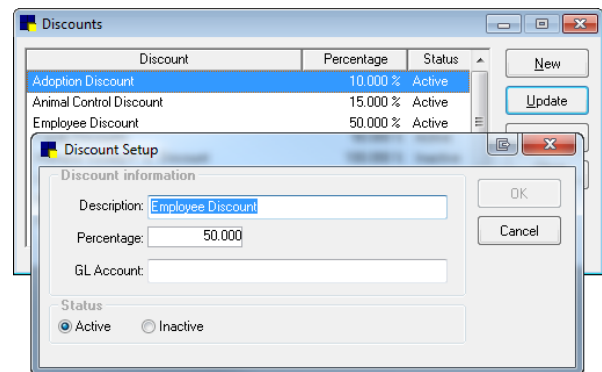 Discounts
Discount Percentage Status
New
Adoption Discount 10.000 % Active
Animal Control Discount 15.000 % Active
Update
Employee Discount 50.000 % Active
Discount Setup
Discount information
OK
Description: Employee Discount
Percentage: 50.000
Cancel
GL Account:
Status
Active Inactive